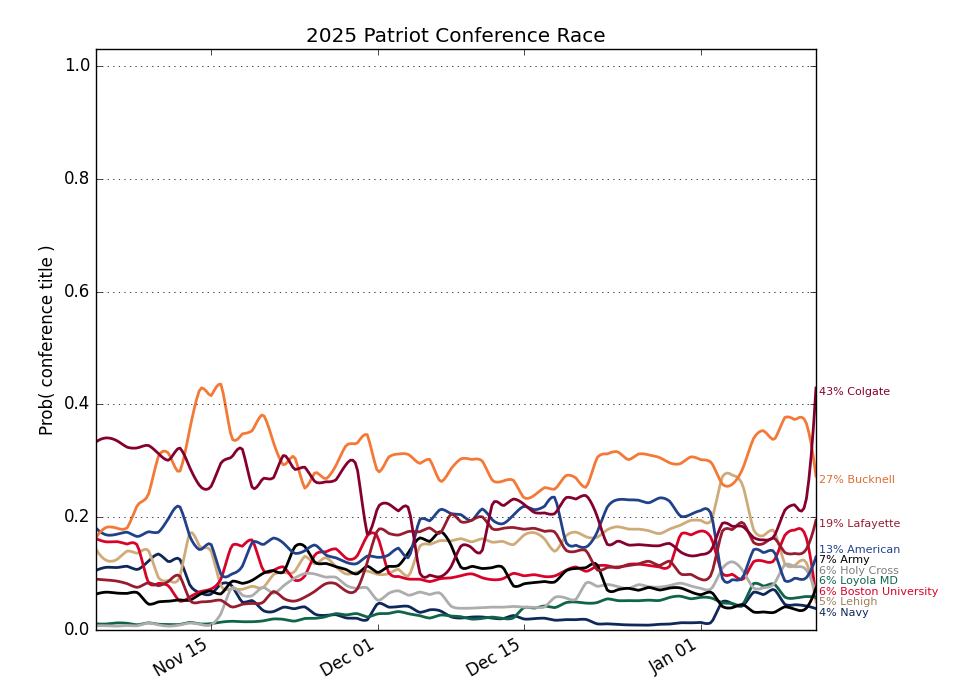 2025 Patriot Conference Race
Prob( conference title )
1.0
0.8
0.6
0.4
0.2
0.0
Nov 15
Dec 01
Dec 15
Jan 01
43% Colgate
27% Bucknell
19% Lafayette
13% American
7% Army
6% Holy Cross
6% Loyola MD
6% Boston University
5% Lehigh
4% Navy